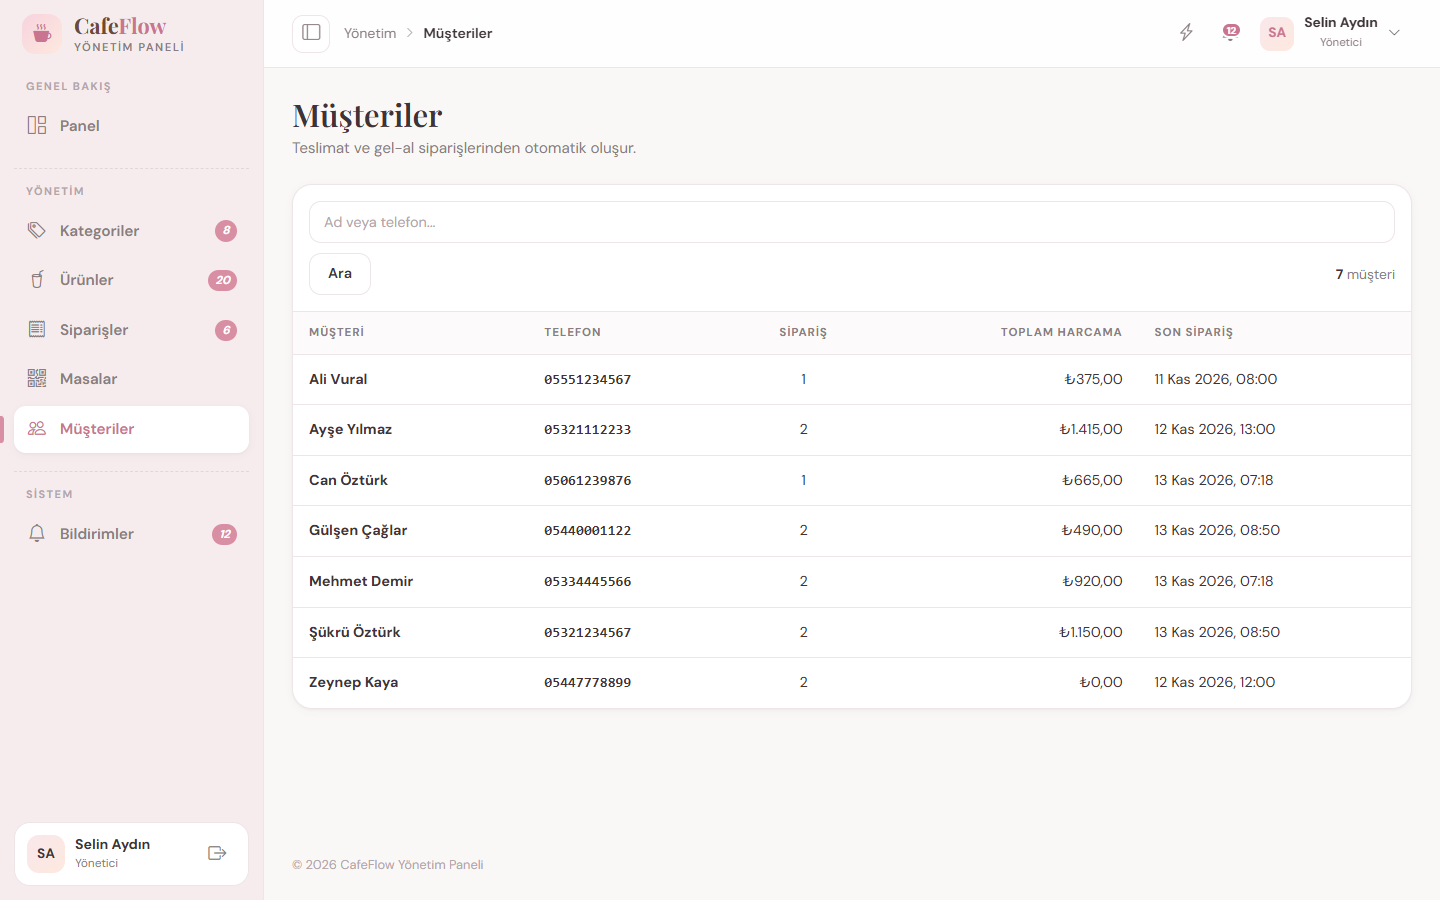 CafeFlow
YÖNETİM PANELİ
GENEL BAKIŞ
Panel
YÖNETİM
Kategoriler 8
Ürünler 20
Siparişler 6
Masalar
Müşteriler
SİSTEM
Bildirimler 12
SA Selin Aydın
Yönetici
Yönetim > Müşteriler
12
SA Selin Aydın
Yönetici
Müşteriler
Teslimat ve gel-al siparişlerinden otomatik oluşur.
Ad veya telefon...
Ara 7 müşteri
MÜŞTERİ TELEFON SİPARİŞ TOPLAM HARCAMA SON SİPARİŞ
Ali Vural 05551234567 1 ₺375,00 11 Kas 2026, 08:00
Ayşe Yılmaz 05321112233 2 ₺1.415,00 12 Kas 2026, 13:00
Can Öztürk 05061239876 1 ₺665,00 13 Kas 2026, 07:18
Gülşen Çağlar 05440001122 2 ₺490,00 13 Kas 2026, 08:50
Mehmet Demir 05334445566 2 ₺920,00 13 Kas 2026, 07:18
Şükrü Öztürk 05321234567 2 ₺1.150,00 13 Kas 2026, 08:50
Zeynep Kaya 05447778899 2 ₺0,00 12 Kas 2026, 12:00
© 2026 CafeFlow Yönetim Paneli